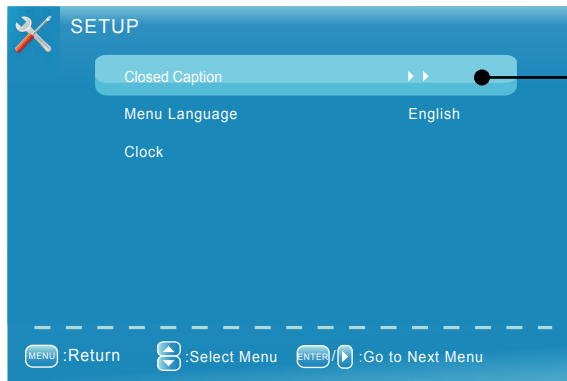 SETUP
Closed Caption
Menu Language English
Clock
MENU :Return :Select Menu ENTER / :Go to Next Menu